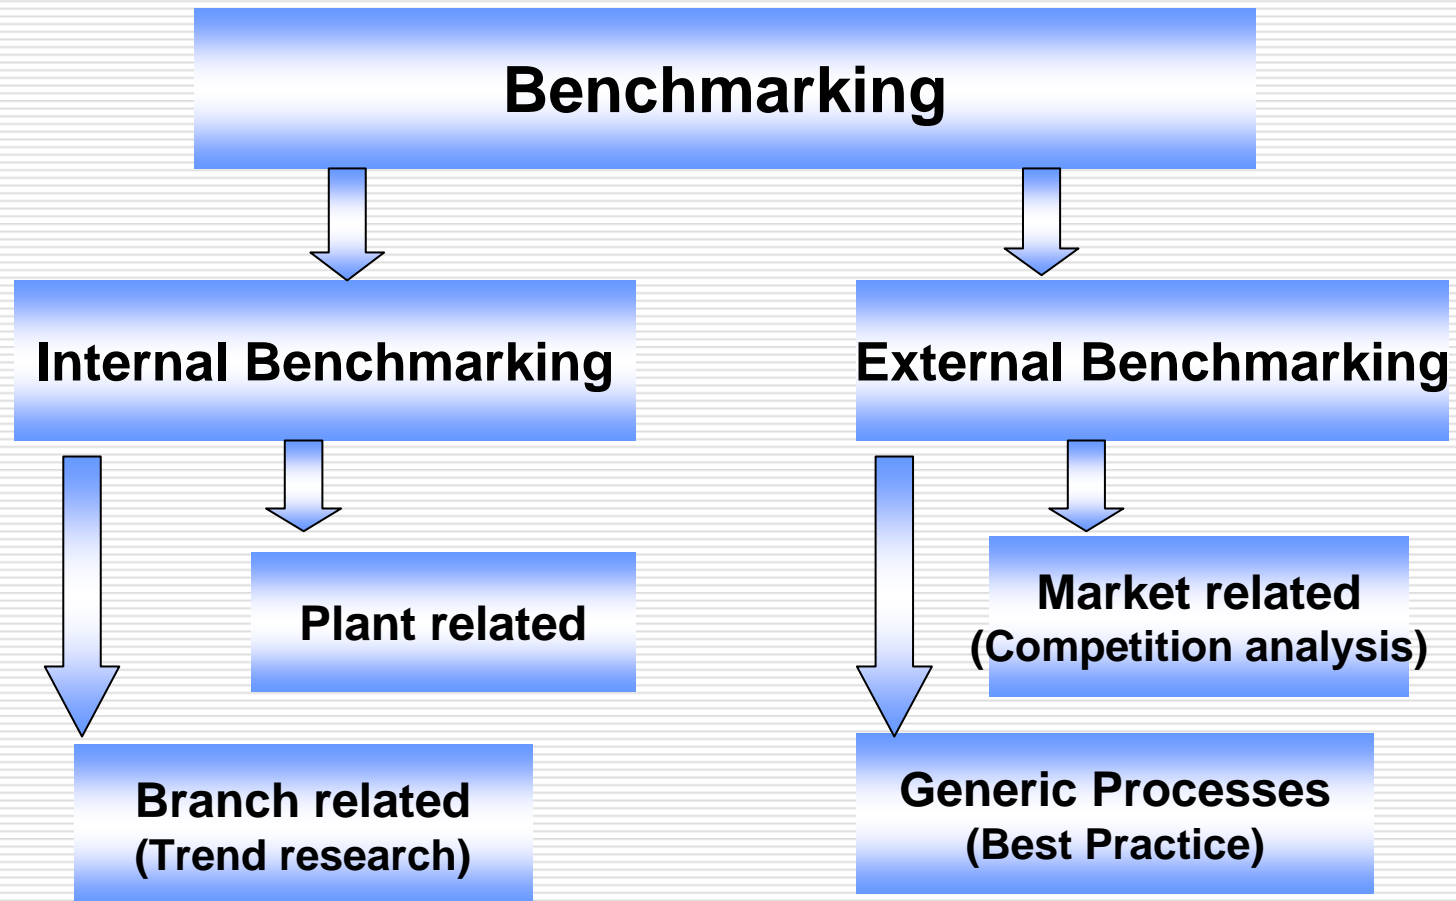 Benchmarking
Internal Benchmarking
External Benchmarking
Plant related
Market related
(Competition analysis)
Branch related
(Trend research)
Generic Processes
(Best Practice)